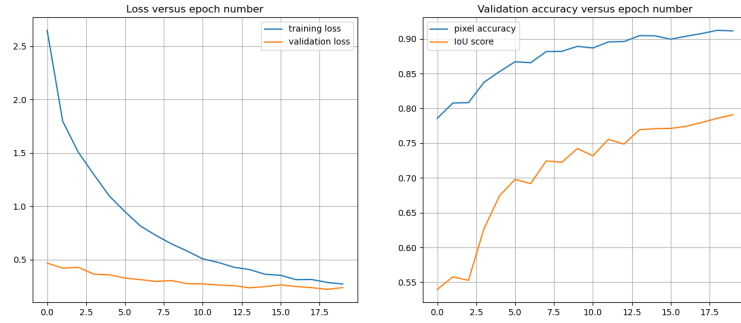 Loss versus epoch number
training loss
validation loss
2.5
2.0
1.5
1.0
0.5
0.0 2.5 5.0 7.5 10.0 12.5 15.0 17.5
Validation accuracy versus epoch number
pixel accuracy
IoU score
0.90
0.85
0.80
0.75
0.70
0.65
0.60
0.55
0.0 2.5 5.0 7.5 10.0 12.5 15.0 17.5